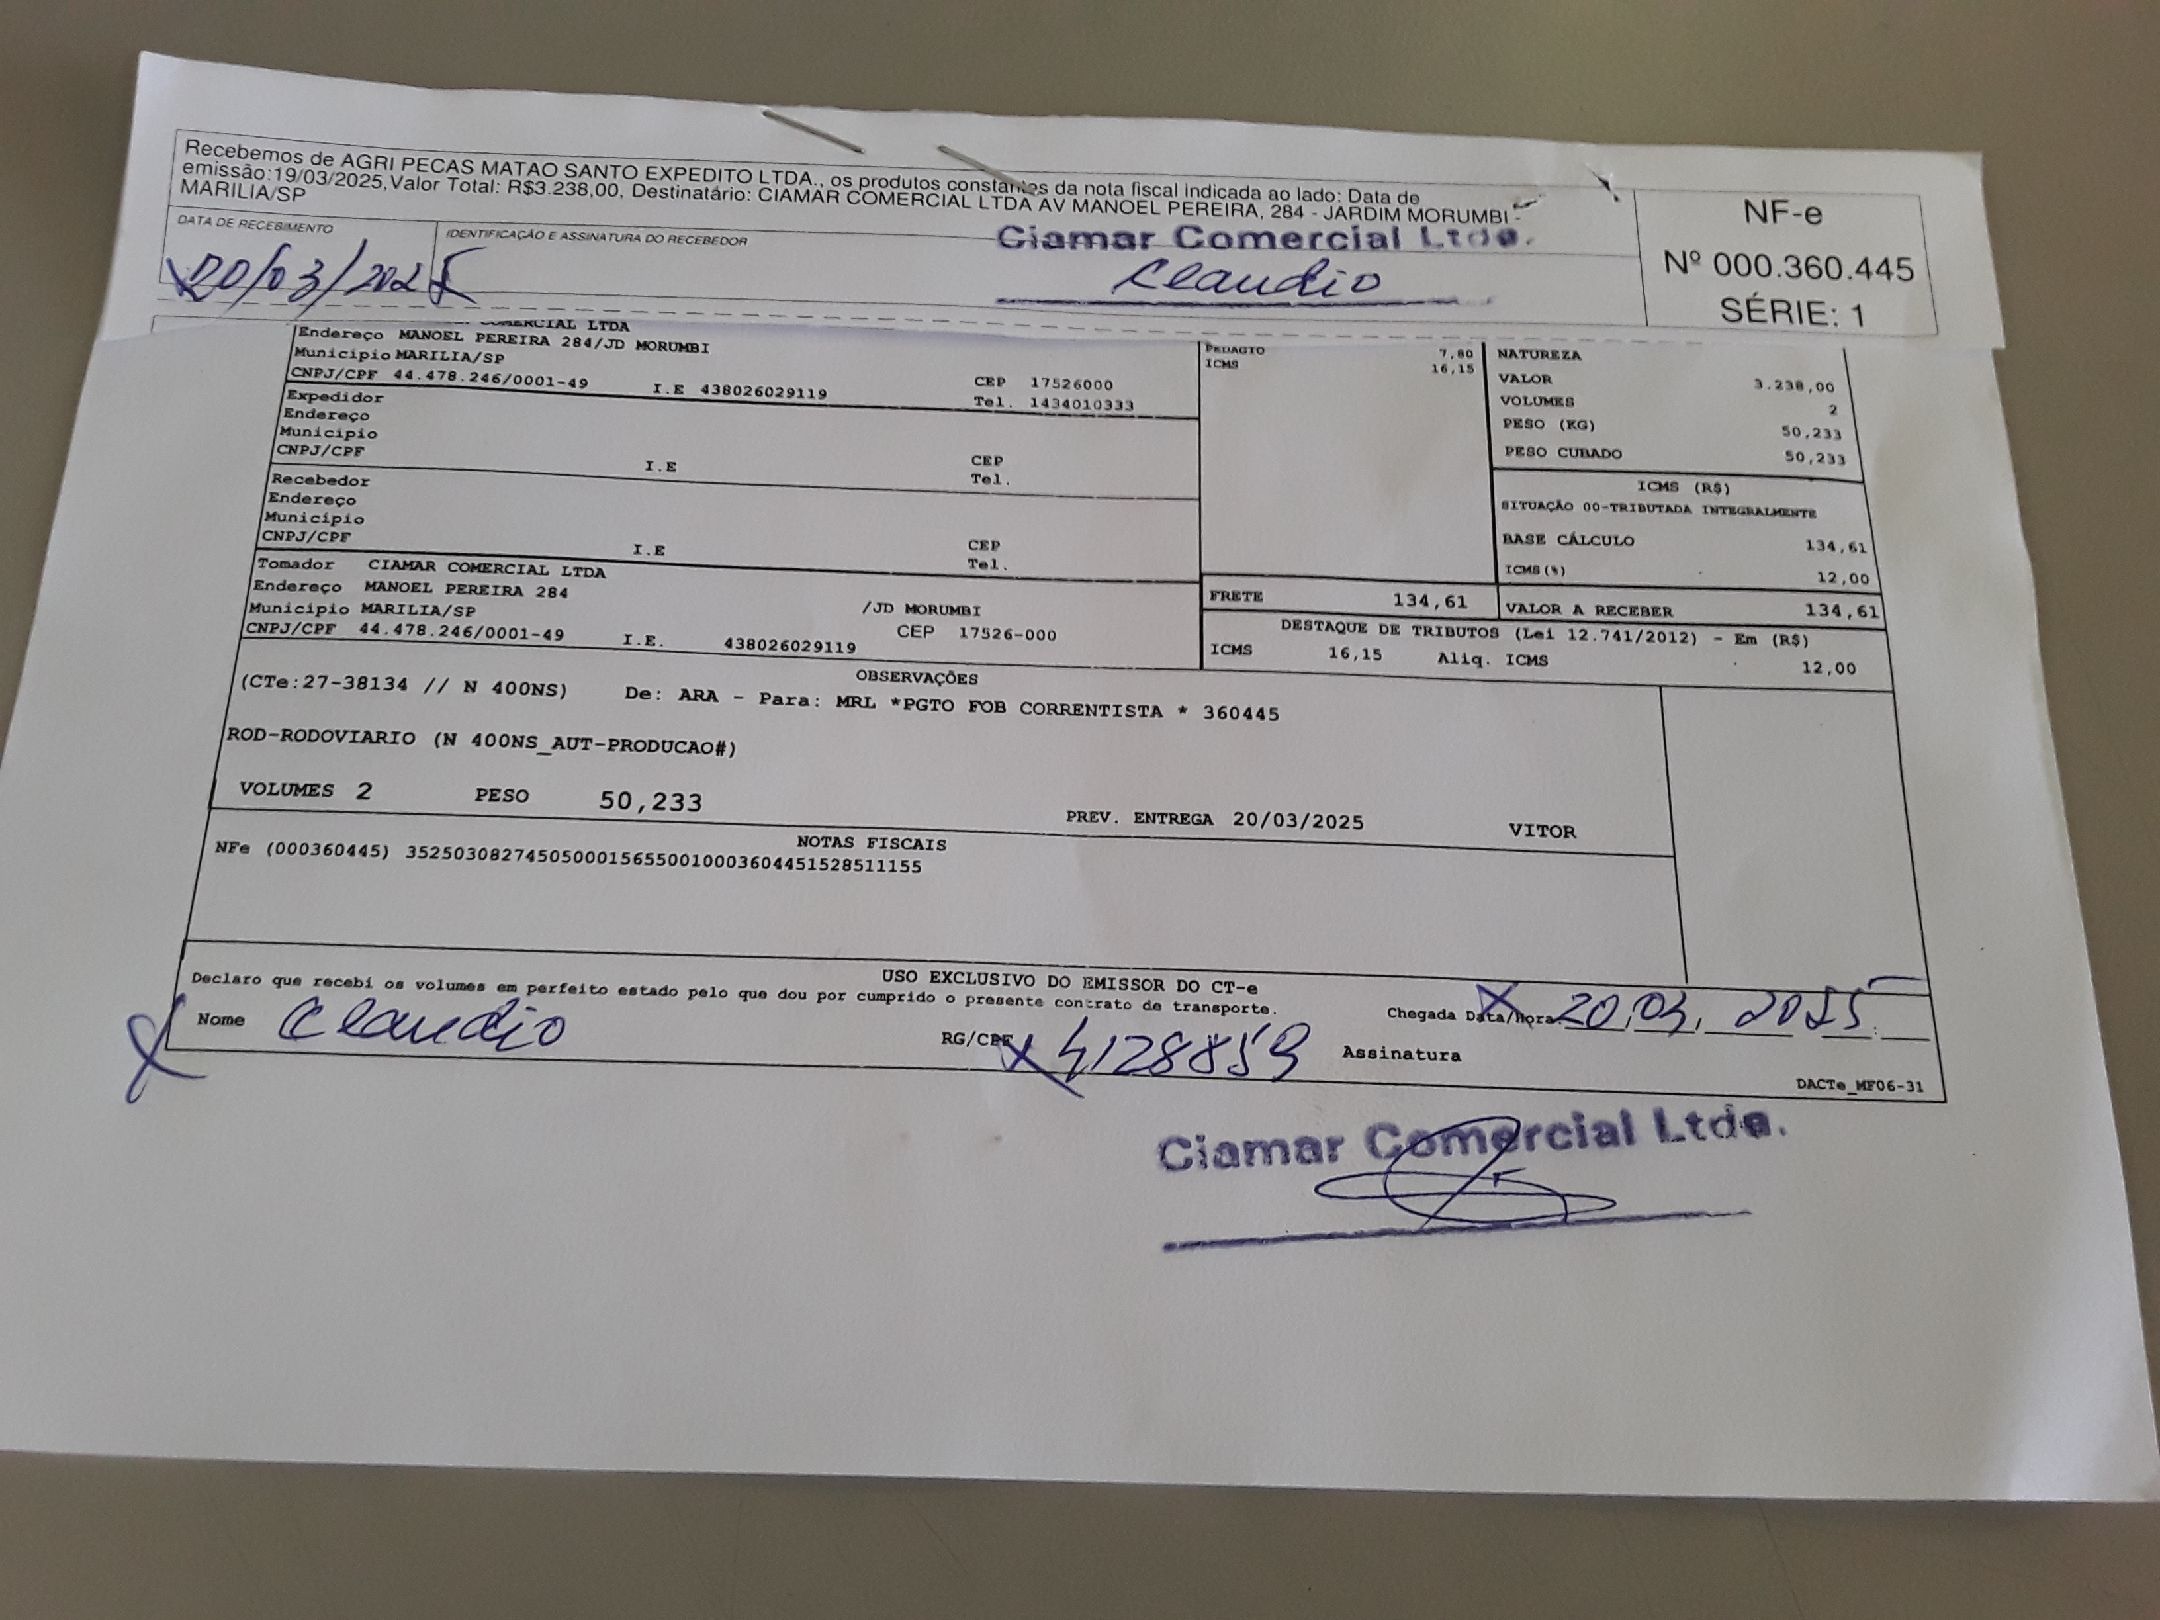 Recebemos de AGRI PECAS MATAO SANTO EXPEDITO LTDA., os produtos constantes da nota fiscal indicada ao lado: Data de
emissão:19/03/2025,Valor Total: R$3.238,00, Destinatário: CIAMAR COMERCIAL LTDA AV MANOEL PEREIRA, 284 - JARDIM MORUMBI -
MARILIA/SP
NF-e
Nº 000.360.445
SÉRIE: 1
DATA DE RECEBIMENTO
20/03/2025
IDENTIFICAÇÃO E ASSINATURA DO RECEBEDOR
Ciamar Comercial Ltda.
Claudio
COMERCIAL LTDA
Endereço MANOEL PEREIRA 284/JD MORUMBI
Municipio MARILIA/SP CEP 17526000
CNPJ/CPF 44.478.246/0001-49 I.E 438026029119 Tel. 1434010333
Expedidor
Endereço
Municipio CEP
CNPJ/CPF I.E Tel.
Recebedor
Endereço
Município CEP
CNPJ/CPF I.E Tel.
Tomador CIAMAR COMERCIAL LTDA
Endereço MANOEL PEREIRA 284 /JD MORUMBI
Municipio MARILIA/SP CEP 17526-000
CNPJ/CPF 44.478.246/0001-49 I.E. 438026029119
PEDAGIO 7,80
ICMS 16,15
NATUREZA
VALOR 3.238,00
VOLUMES 2
PESO (KG) 50,233
PESO CUBADO 50,233
ICMS (R$)
SITUAÇÃO 00-TRIBUTADA INTEGRALMENTE
BASE CÁLCULO 134,61
ICMS(%) 12,00
FRETE 134,61 VALOR A RECEBER 134,61
DESTAQUE DE TRIBUTOS (Lei 12.741/2012) - Em (R$)
ICMS 16,15 Aliq. ICMS 12,00
OBSERVAÇÕES
(CTe:27-38134 // N 400NS) De: ARA - Para: MRL *PGTO FOB CORRENTISTA * 360445
ROD-RODOVIARIO (N 400NS_AUT-PRODUCAO#)
VOLUMES 2 PESO 50,233 PREV. ENTREGA 20/03/2025 VITOR
NOTAS FISCAIS
NFe (000360445) 35250308274505000156550010003604451528511155
USO EXCLUSIVO DO EMISSOR DO CT-e
Declaro que recebi os volumes em perfeito estado pelo que dou por cumprido o presente contrato de transporte.
Nome Claudio RG/CPF 4128859 Chegada Data/hora 20,03, 2025
Assinatura
DACTe_MF06-31
Ciamar Comercial Ltda.